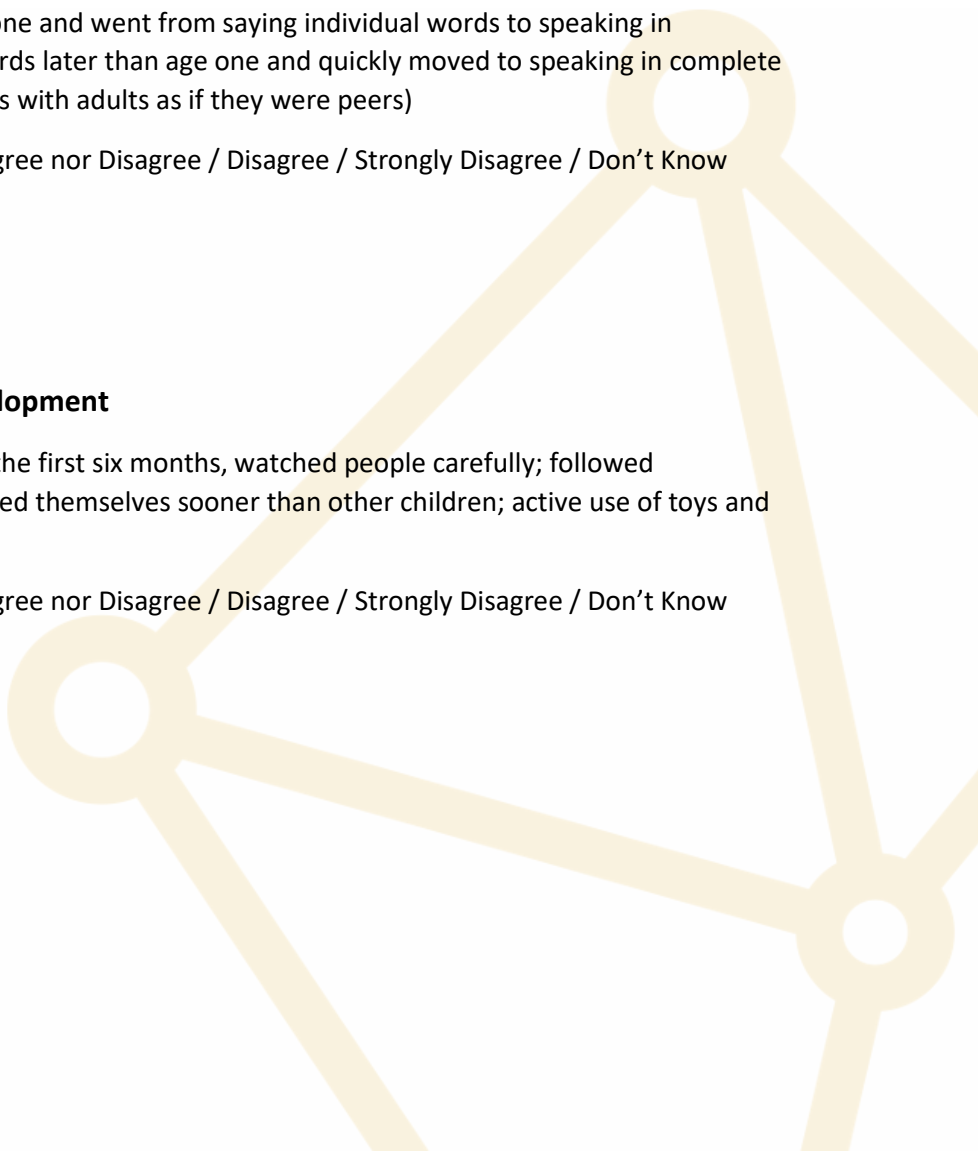 one and went from saying individual words to speaking in
rds later than age one and quickly moved to speaking in complete
s with adults as if they were peers)
gree nor Disagree / Disagree / Strongly Disagree / Don't Know
lopment
the first six months, watched people carefully; followed
ed themselves sooner than other children; active use of toys and
gree nor Disagree / Disagree / Strongly Disagree / Don't Know